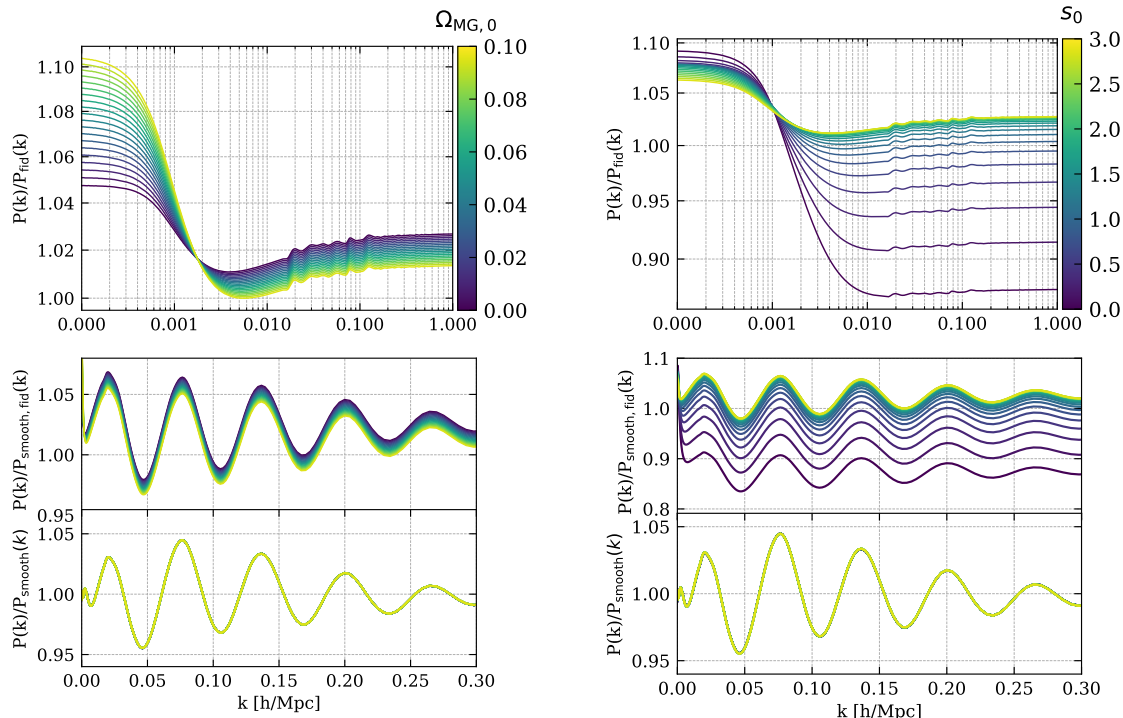 Ω_MG, 0
P(k)/P_fid(k)
1.10
1.08
1.06
1.04
1.02
1.00
0.000 0.001 0.010 0.100 1.000
0.10
0.08
0.06
0.04
0.02
0.00
s_0
P(k)/P_fid(k)
1.10
1.05
1.00
0.95
0.90
0.000 0.001 0.010 0.100 1.000
3.0
2.5
2.0
1.5
1.0
0.5
0.0
P(k)/P_smooth, fid(k)
1.05
1.00
0.95
P(k)/P_smooth(k)
1.05
1.00
0.95
0.00 0.05 0.10 0.15 0.20 0.25 0.30
k [h/Mpc]
P(k)/P_smooth, fid(k)
1.1
1.0
0.9
0.8
P(k)/P_smooth(k)
1.05
1.00
0.95
0.00 0.05 0.10 0.15 0.20 0.25 0.30
k [h/Mpc]